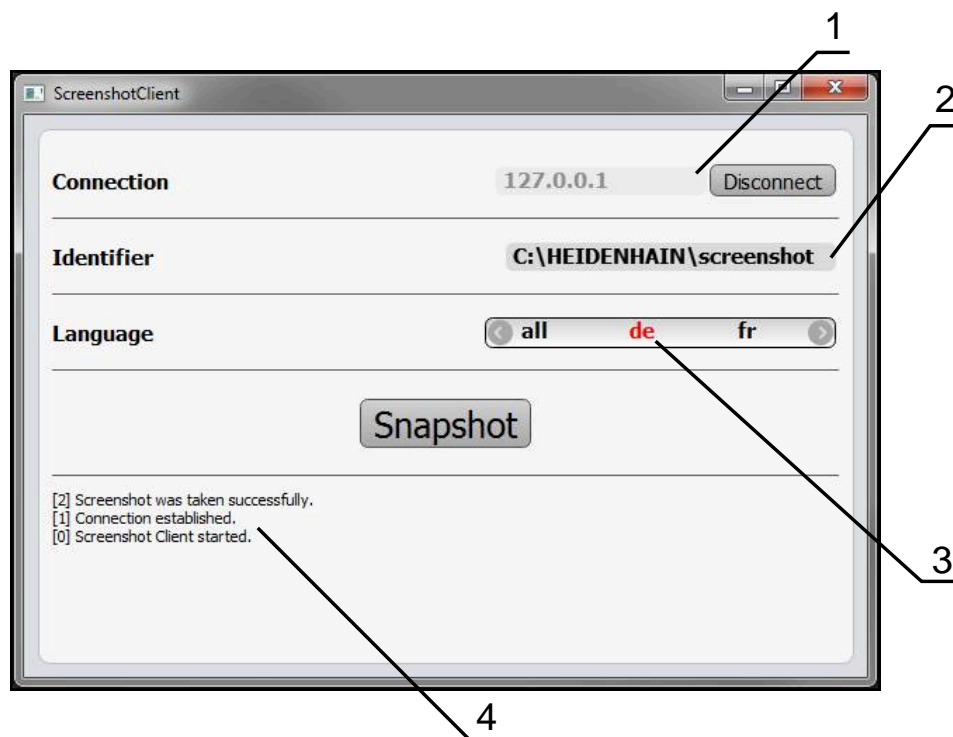 1
ScreenshotClient
2
Connection 127.0.0.1 Disconnect
Identifier C:\HEIDENHAIN\screenshot
Language all de fr
Snapshot
[2] Screenshot was taken successfully.
[1] Connection established.
[0] Screenshot Client started.
3
4